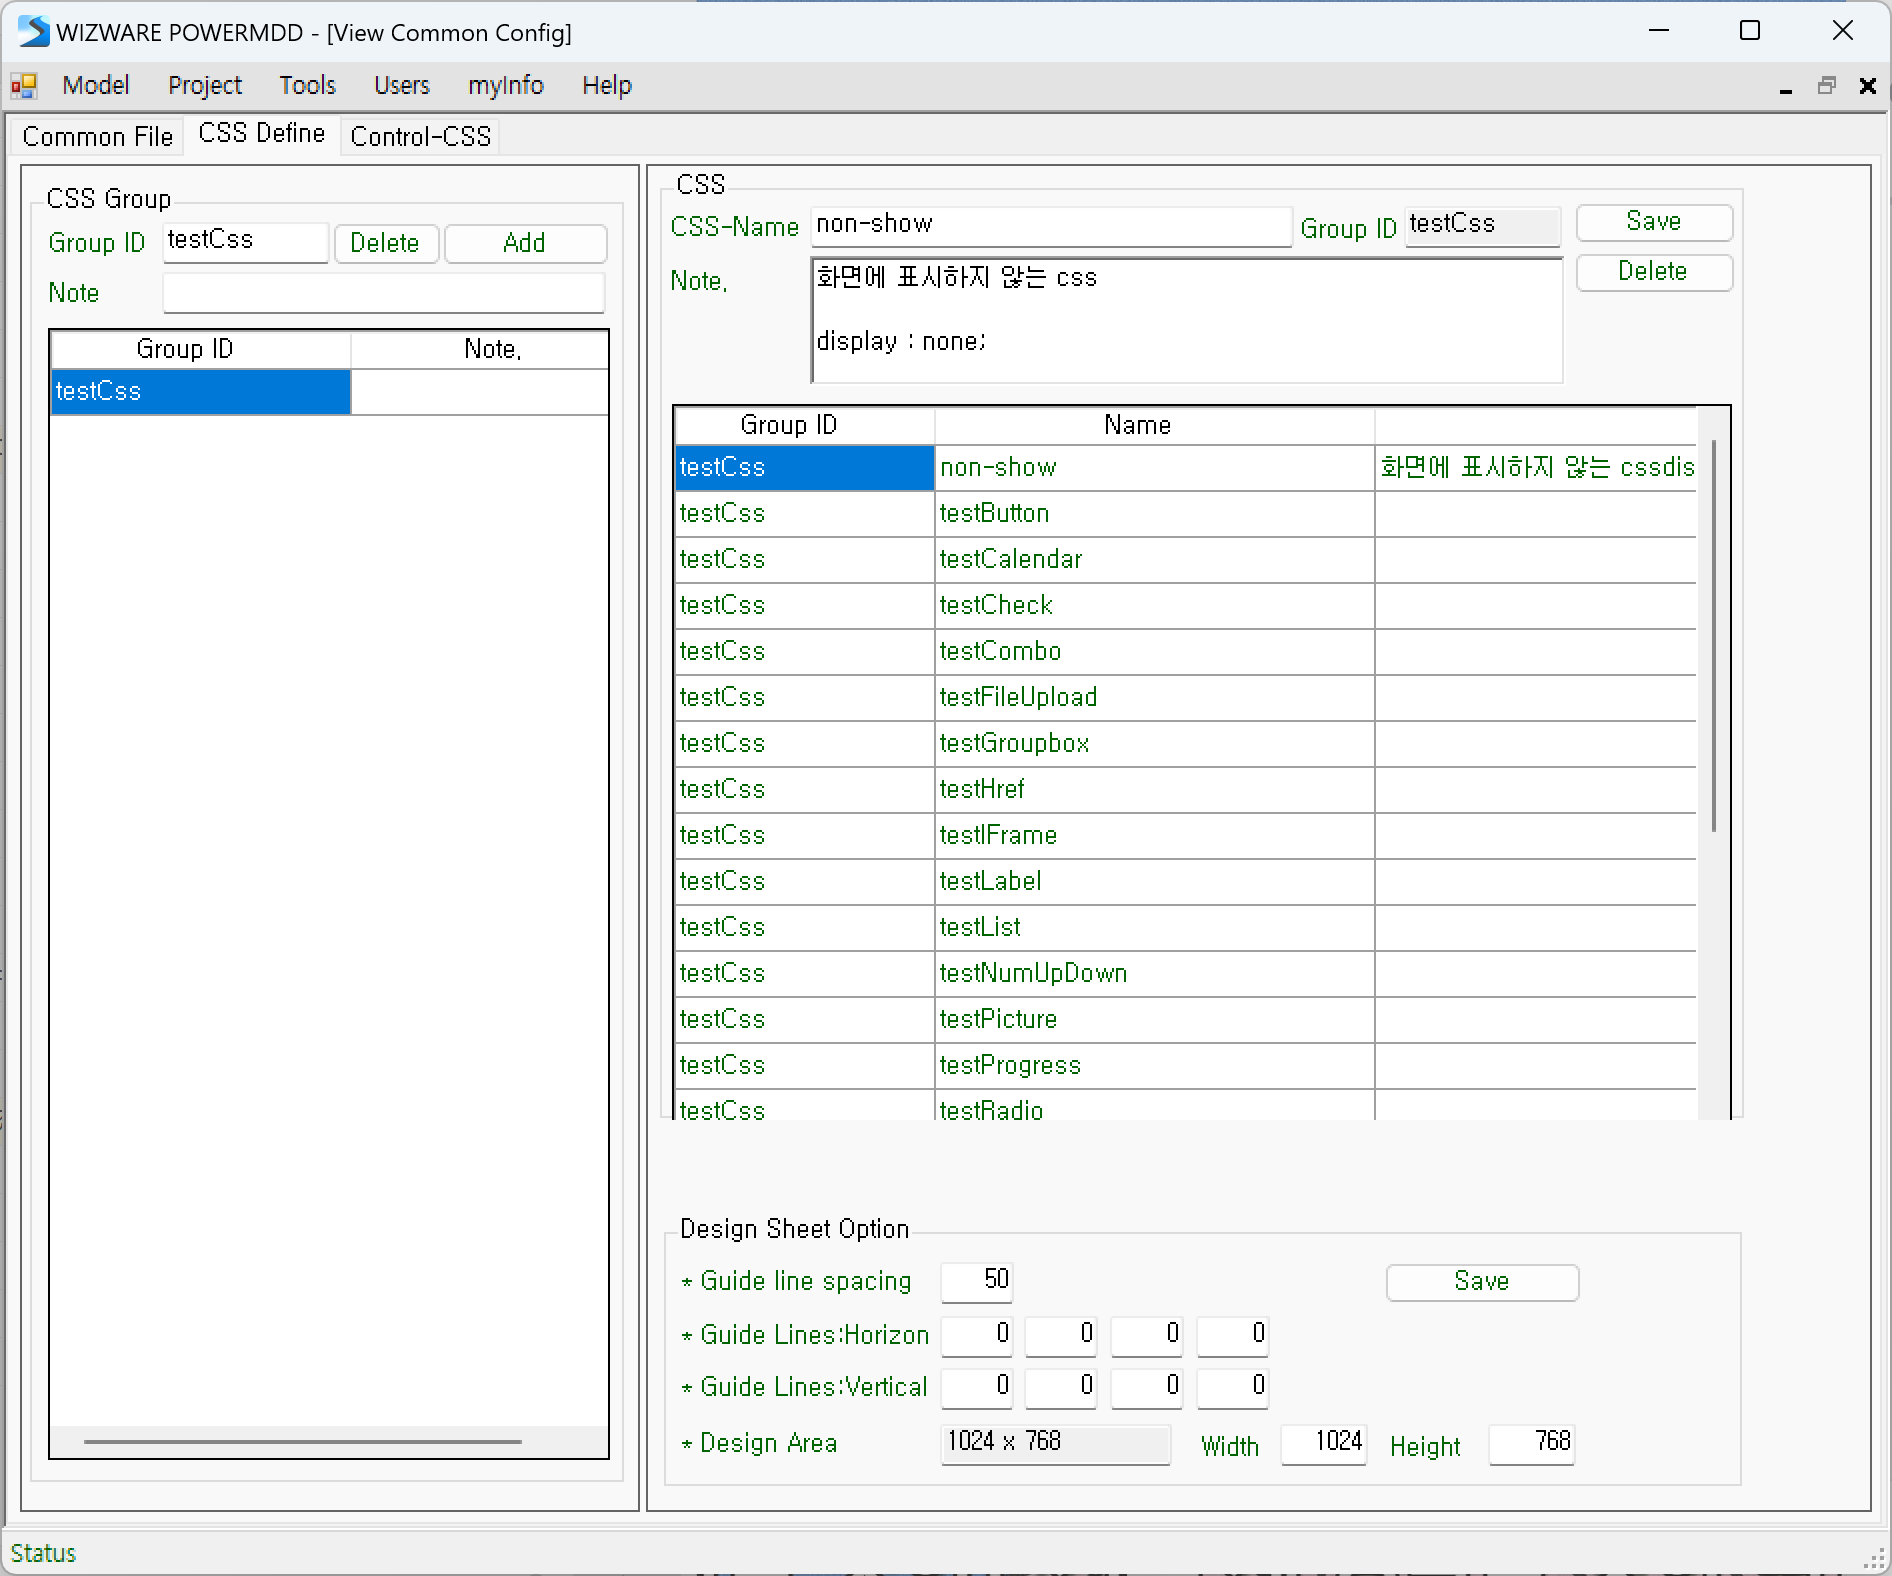 WIZWARE POWERMDD - [View Common Config]
Model Project Tools Users myInfo Help
Common File CSS Define Control-CSS
CSS Group
Group ID testCss Delete Add
Note
Group ID Note.
testCss
CSS
CSS-Name non-show Group ID testCss Save
Note. 화면에 표시하지 않는 css Delete
display : none;
Group ID Name
testCss non-show 화면에 표시하지 않는 cssdis
testCss testButton
testCss testCalendar
testCss testCheck
testCss testCombo
testCss testFileUpload
testCss testGroupbox
testCss testHref
testCss testIFrame
testCss testLabel
testCss testList
testCss testNumUpDown
testCss testPicture
testCss testProgress
testCss testRadio
Design Sheet Option
* Guide line spacing 50 Save
* Guide Lines:Horizon 0 0 0 0
* Guide Lines:Vertical 0 0 0 0
* Design Area 1024 x 768 Width 1024 Height 768
Status